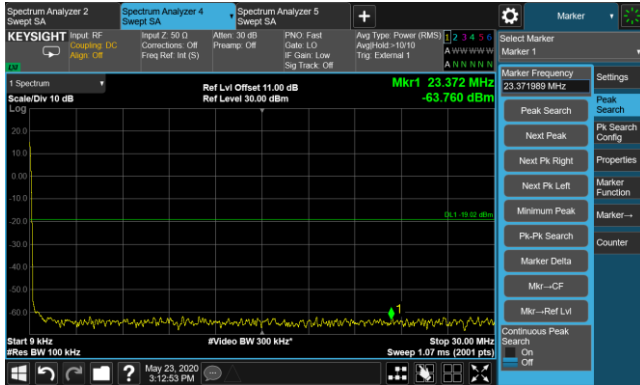 Spectrum Analyzer 2
Swept SA
Spectrum Analyzer 4
Swept SA
Spectrum Analyzer 5
Swept SA
Marker
KEYSIGHT
Input: RF
Coupling: DC
Align: Off
Input Z: 50 Ω
Corrections: Off
Freq Ref: Int (S)
Atten: 30 dB
Preamp: Off
PNO: Fast
Gate: LO
IF Gain: Low
Sig Track: Off
Avg Type: Power (RMS)
Avg|Hold >10/10
Trig: External 1
1 2 3 4 5 6
A W W W W W
A N N N N N
Select Marker
Marker 1
LXI
1 Spectrum
Scale/Div 10 dB
Ref Lvl Offset 11.00 dB
Ref Level 30.00 dBm
Mkr1 23.372 MHz
-63.760 dBm
Log
20.0
10.0
0.00
-10.0
-20.0
-30.0
-40.0
-50.0
-60.0
DL1 -19.02 dBm
1
Start 9 kHz
#Res BW 100 kHz
#Video BW 300 kHz*
Stop 30.00 MHz
Sweep 1.07 ms (2001 pts)
Marker Frequency
23.371989 MHz
Peak Search
Next Peak
Next Pk Right
Next Pk Left
Minimum Peak
Pk-Pk Search
Marker Delta
Mkr→CF
Mkr→Ref Lvl
Continuous Peak
Search
On
Off
Settings
Peak
Search
Pk Search
Config
Properties
Marker
Function
Marker→
Counter
?
May 23, 2020
3:12:53 PM